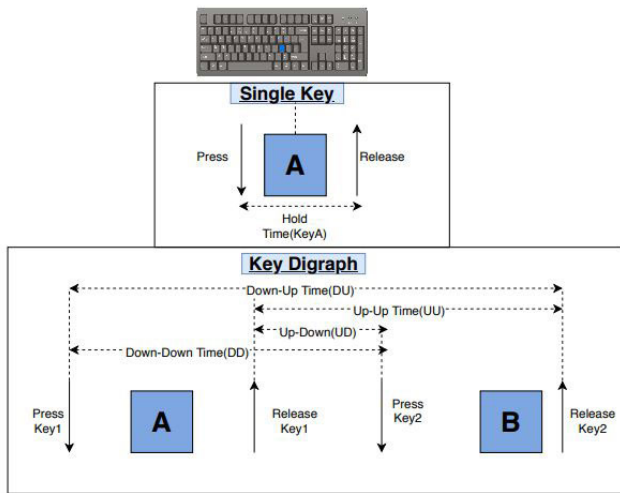 Single Key
Press
A
Release
Hold
Time(KeyA)
Key Digraph
Down-Up Time(DU)
Up-Up Time(UU)
Up-Down(UD)
Down-Down Time(DD)
Press
Key1
A
Release
Key1
Press
Key2
B
Release
Key2